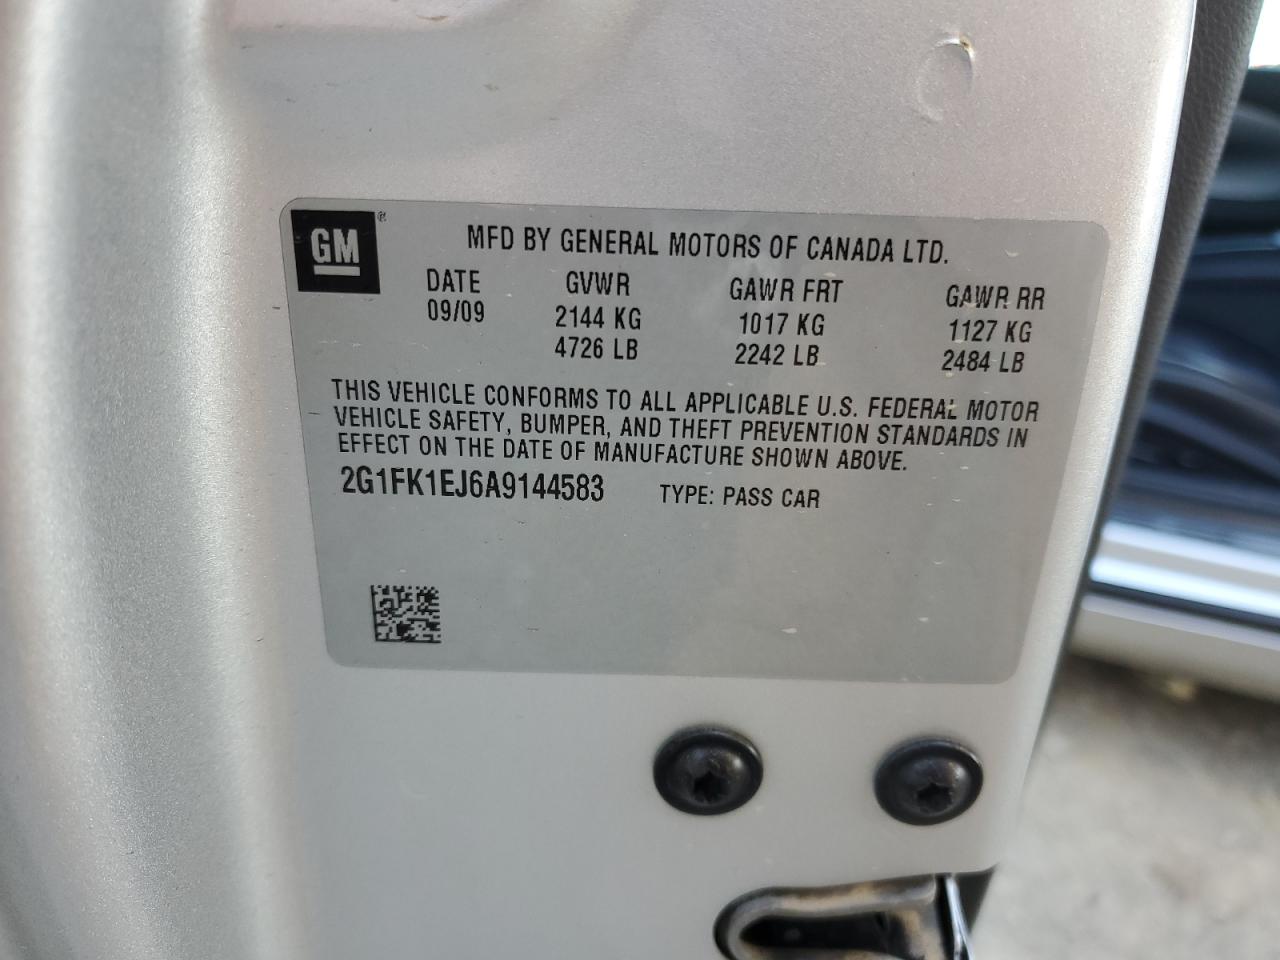 GM ®
MFD BY GENERAL MOTORS OF CANADA LTD.
DATE GVWR GAWR FRT GAWR RR
09/09 2144 KG 1017 KG 1127 KG
4726 LB 2242 LB 2484 LB
THIS VEHICLE CONFORMS TO ALL APPLICABLE U.S. FEDERAL MOTOR
VEHICLE SAFETY, BUMPER, AND THEFT PREVENTION STANDARDS IN
EFFECT ON THE DATE OF MANUFACTURE SHOWN ABOVE.
2G1FK1EJ6A9144583 TYPE: PASS CAR